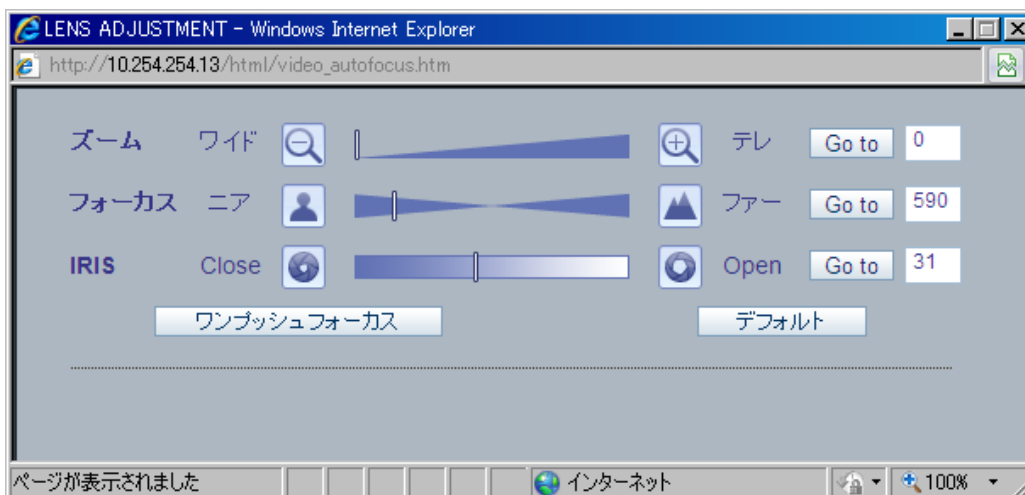 LENS ADJUSTMENT - Windows Internet Explorer
http://10.254.254.13/html/video_autofocus.htm
ズーム ワイド テレ Go to 0
フォーカス ニア ファー Go to 590
IRIS Close Open Go to 31
ワンプッシュフォーカス デフォルト
ページが表示されました インターネット 100%